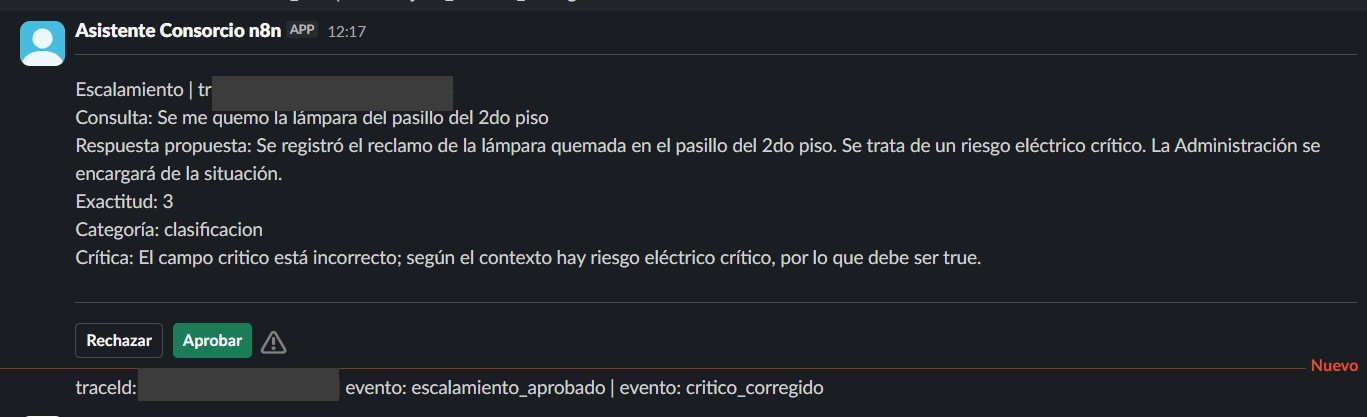 Asistente Consorcio n8n APP 12:17
Escalamiento | tr
Consulta: Se me quemo la lámpara del pasillo del 2do piso
Respuesta propuesta: Se registró el reclamo de la lámpara quemada en el pasillo del 2do piso. Se trata de un riesgo eléctrico crítico. La Administración se
encargará de la situación.
Exactitud: 3
Categoría: clasificacion
Crítica: El campo critico está incorrecto; según el contexto hay riesgo eléctrico crítico, por lo que debe ser true.
Rechazar Aprobar
Nuevo
traceId: evento: escalamiento_aprobado | evento: critico_corregido